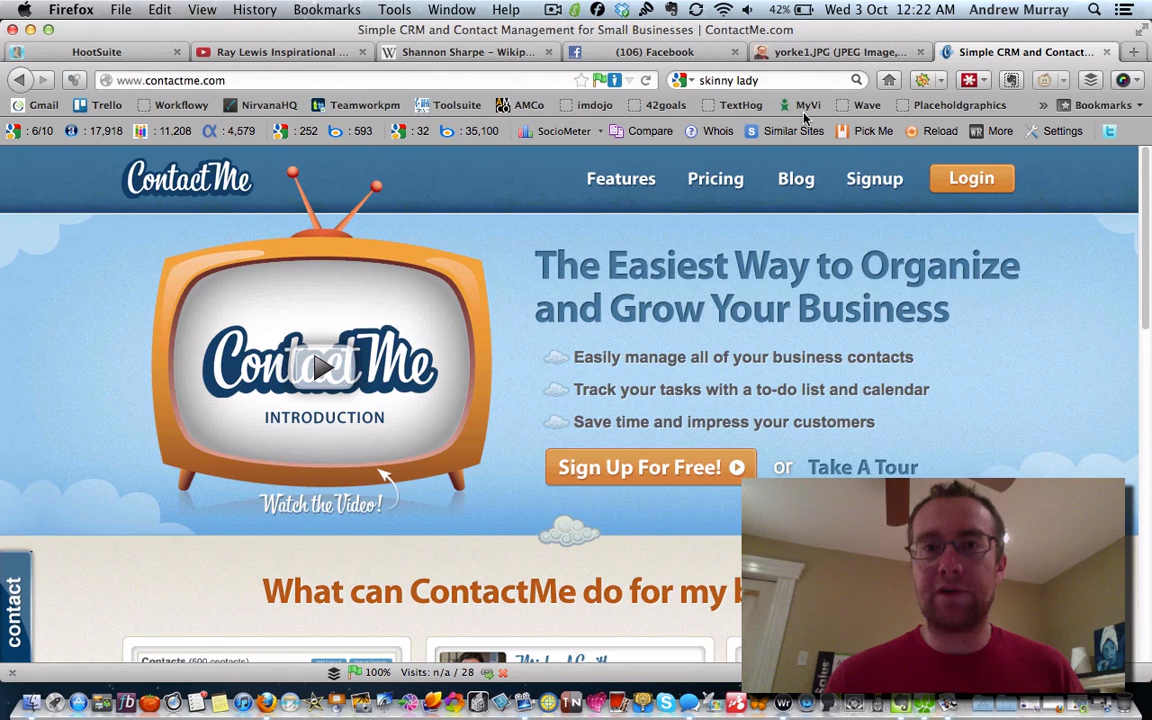 Firefox File Edit View History Bookmarks Tools Window Help 42% Wed 3 Oct 12:22 AM Andrew Murray
Simple CRM and Contact Management for Small Businesses | ContactMe.com
HootSuite Ray Lewis Inspirational ... Shannon Sharpe – Wikip... (106) Facebook yorke1.JPG (JPEG Image,... Simple CRM and Contact...
www.contactme.com skinny lady
Gmail Trello Workflowy NirvanaHQ Teamworkpm Toolsuite AMCo imdojo 42goals TextHog MyVi Wave Placeholdgraphics » Bookmarks
: 6/10 : 17,918 : 11,208 : 4,579 : 252 : 593 : 32 : 35,100 SocioMeter Compare Whois Similar Sites Pick Me Reload More Settings
ContactMe Features Pricing Blog Signup Login
The Easiest Way to Organize
and Grow Your Business
ContactMe
INTRODUCTION
Easily manage all of your business contacts
Track your tasks with a to-do list and calendar
Save time and impress your customers
Sign Up For Free! or Take A Tour
Watch the Video!
contact
What can ContactMe do for my b
Contacts (500 contacts)
100% Visits: n/a / 28